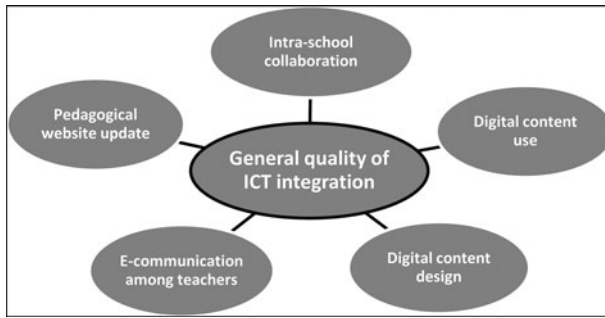 Intra-school
collaboration
Pedagogical
website update
Digital content
use
General quality of
ICT integration
E-communication
among teachers
Digital content
design